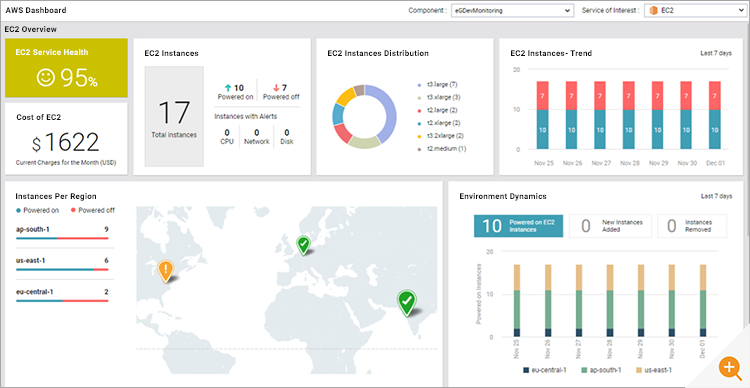 AWS Dashboard
Component :
eGDevMonitoring
Service of Interest :
EC2
EC2 Overview
EC2 Service Health
95%
Cost of EC2
$1622
Current Charges for the Month (USD)
EC2 Instances
17
Total instances
10
Powered on
7
Powered off
Instances with Alerts
0
CPU
0
Network
0
Disk
EC2 Instances Distribution
t3.large (7)
t3.xlarge (3)
t2.large (2)
t2.xlarge (2)
t3.2xlarge (2)
t2.medium (1)
EC2 Instances- Trend
Last 7 days
20
10
0
7 7 7 7 7 7 7
10 10 10 10 10 10 10
Nov 25 Nov 26 Nov 27 Nov 28 Nov 29 Nov 30 Dec 01
Instances Per Region
Powered on Powered off
ap-south-1 9
us-east-1 6
eu-central-1 2
Environment Dynamics
Last 7 days
10 Powered on EC2
Instances
0 New Instances
Added
0 Instances
Removed
Powered on Instances
20
10
0
Nov 25 Nov 26 Nov 27 Nov 28 Nov 29 Nov 30 Dec 01
eu-central-1 ap-south-1 us-east-1